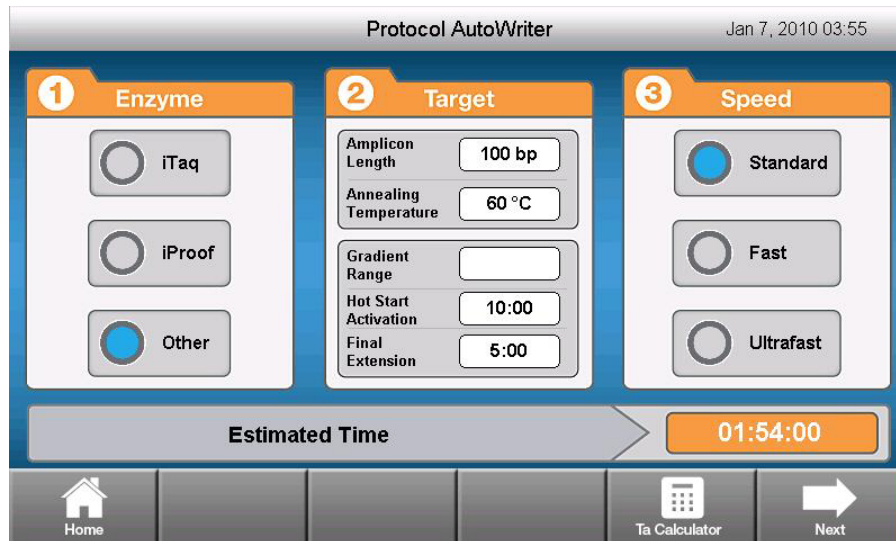 Protocol AutoWriter
Jan 7, 2010 03:55
1
Enzyme
iTaq
iProof
Other
2
Target
Amplicon
Length
100 bp
Annealing
Temperature
60 °C
Gradient
Range
Hot Start
Activation
10:00
Final
Extension
5:00
3
Speed
Standard
Fast
Ultrafast
Estimated Time
01:54:00
Home
Ta Calculator
Next